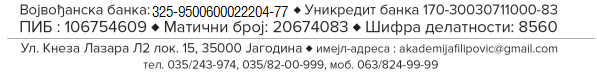 Војвођанска банка: 325-9500600022204-77 ◆ Уникредит банка 170-30030711000-83
ПИБ : 106754609 ◆ Матични број: 20674083 ◆ Шифра делатности: 8560
Ул. Кнеза Лазара Л2 лок. 15, 35000 Јагодина ◆ имејл-адреса : akademijafilipovic@gmail.com
тел. 035/243-974, 035/82-00-999, моб. 063/824-99-99